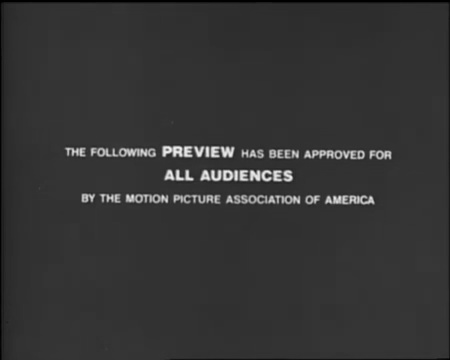 THE FOLLOWING PREVIEW HAS BEEN APPROVED FOR
ALL AUDIENCES
BY THE MOTION PICTURE ASSOCIATION OF AMERICA